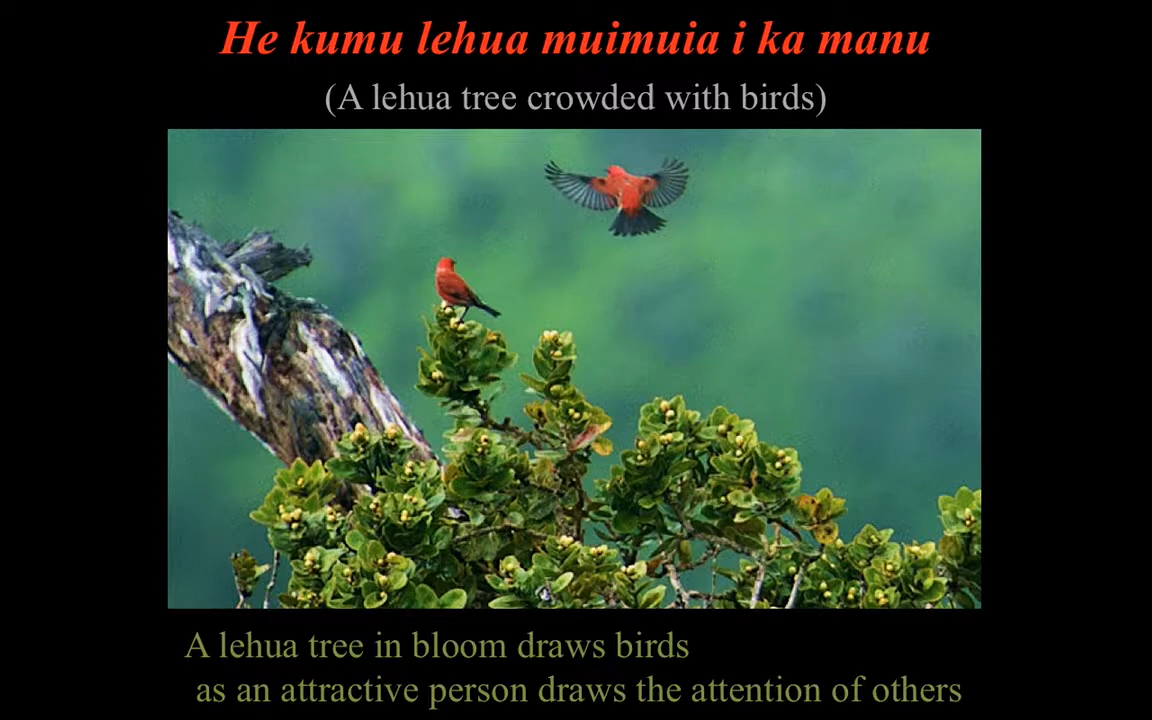 He kumu lehua muimuia i ka manu
(A lehua tree crowded with birds)
A lehua tree in bloom draws birds
as an attractive person draws the attention of others